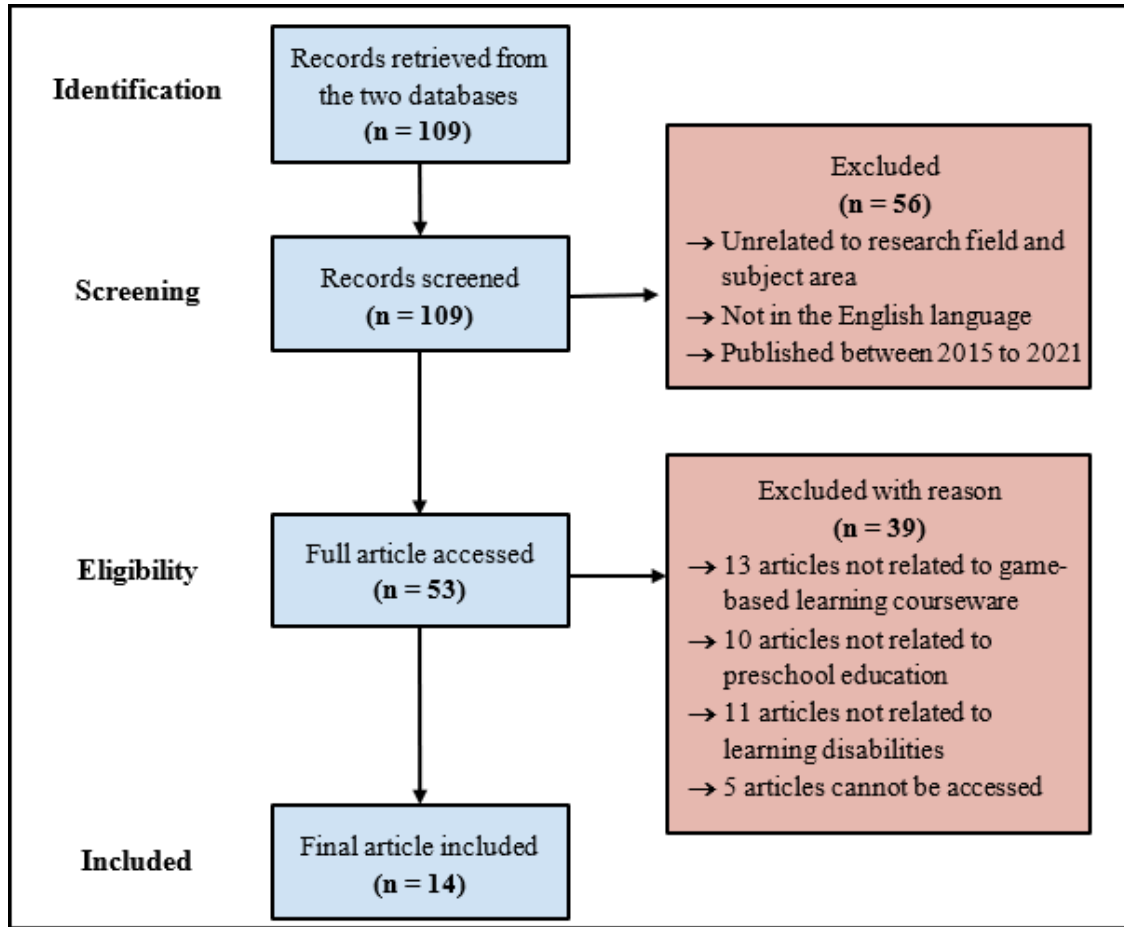 Identification
Records retrieved from
the two databases
(n = 109)
Screening
Records screened
(n = 109)
Excluded
(n = 56)
→ Unrelated to research field and
subject area
→ Not in the English language
→ Published between 2015 to 2021
Eligibility
Full article accessed
(n = 53)
Excluded with reason
(n = 39)
→ 13 articles not related to game-
based learning courseware
→ 10 articles not related to
preschool education
→ 11 articles not related to
learning disabilities
→ 5 articles cannot be accessed
Included
Final article included
(n = 14)